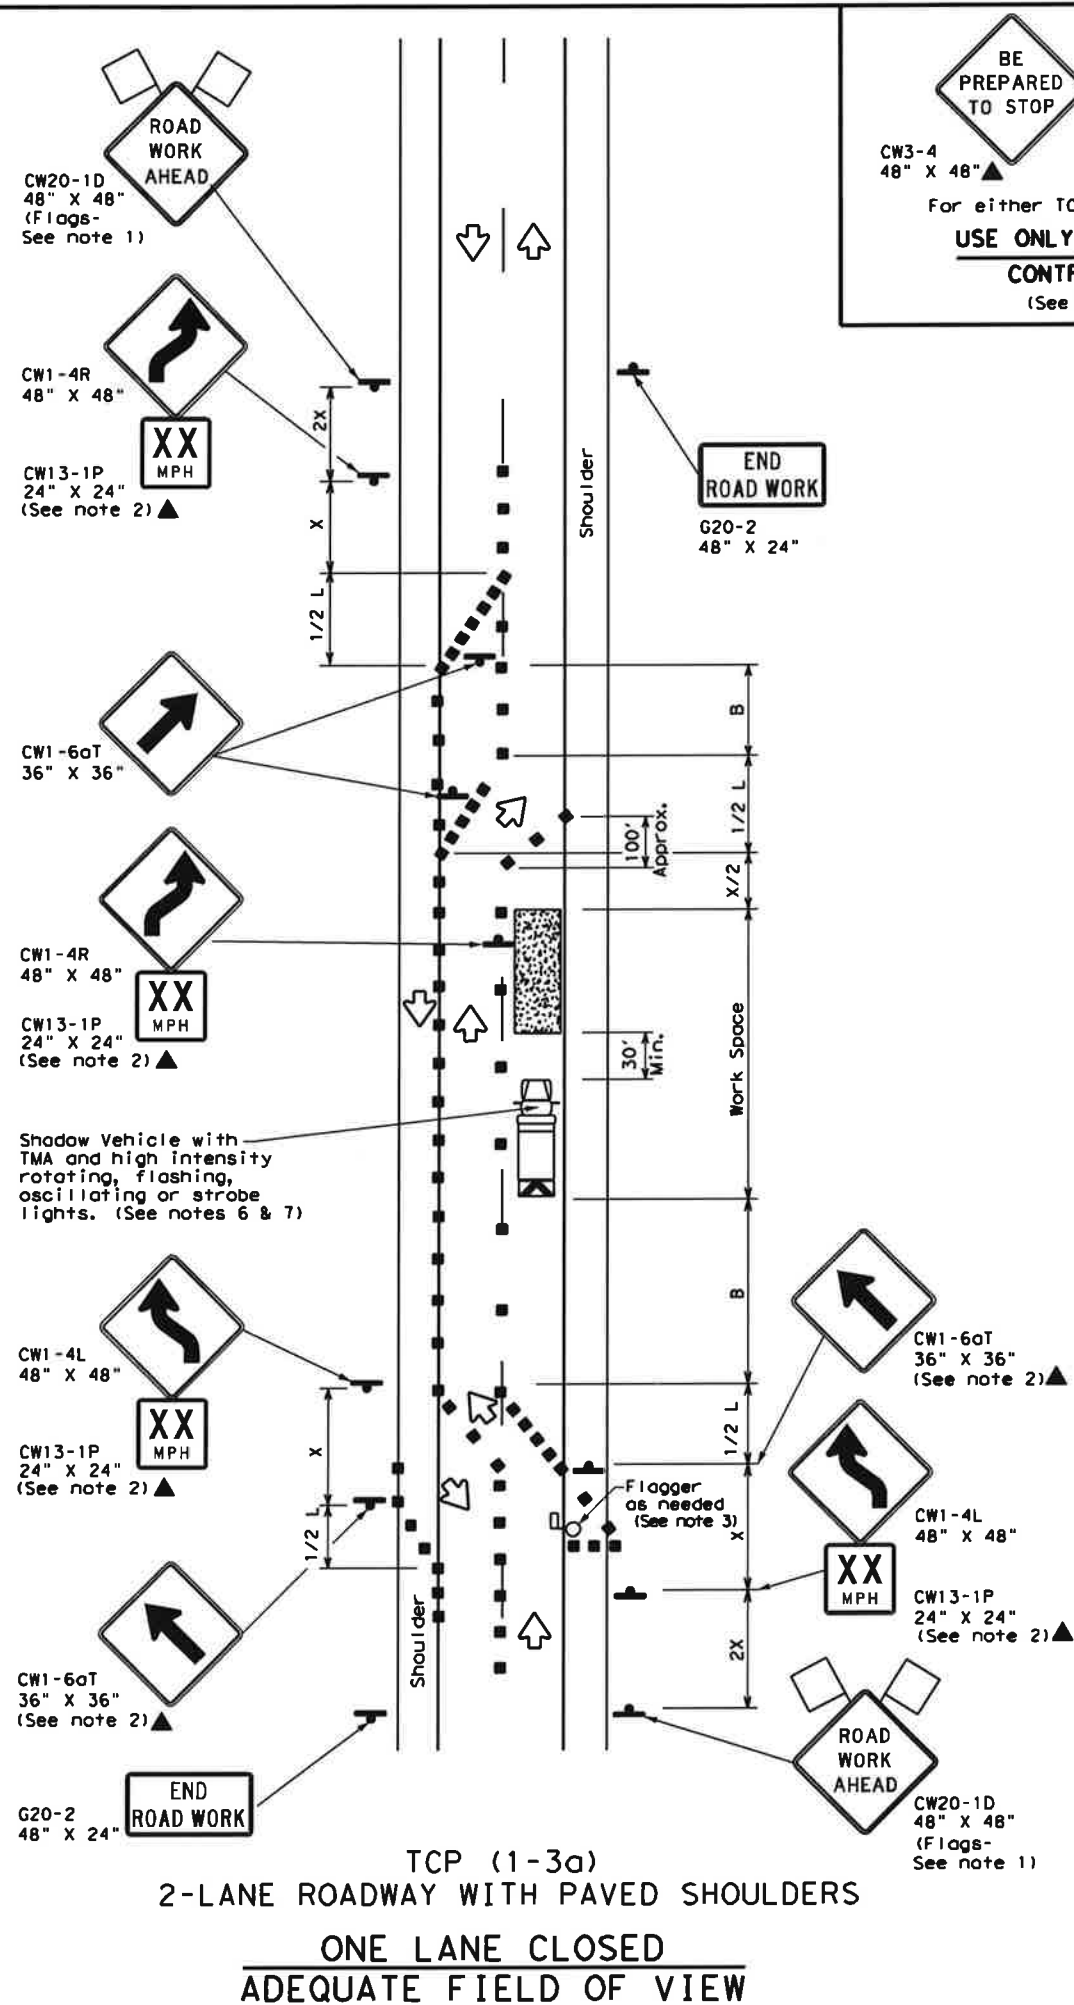 ROAD
WORK
AHEAD
CW20-1D
48" X 48"
(Flags-
See note 1)
BE
PREPARED
TO STOP
CW3-4
48" X 48"
For either TC
USE ONLY
CONTR
(See
CW1-4R
48" X 48"
XX
MPH
CW13-1P
24" X 24"
(See note 2)
2X
X
1/2 L
Shoulder
END
ROAD WORK
G20-2
48" X 24"
CW1-6aT
36" X 36"
B
1/2 L
100'
Approx.
X/2
CW1-4R
48" X 48"
XX
MPH
CW13-1P
24" X 24"
(See note 2)
30'
Min.
Work Space
Shadow Vehicle with
TMA and high intensity
rotating, flashing,
oscillating or strobe
lights. (See notes 6 & 7)
B
CW1-4L
48" X 48"
XX
MPH
CW13-1P
24" X 24"
(See note 2)
X
1/2 L
CW1-6aT
36" X 36"
(See note 2)
1/2 L
Flagger
as needed
(See note 3)
X
CW1-4L
48" X 48"
XX
MPH
CW13-1P
24" X 24"
(See note 2)
2X
Shoulder
CW1-6aT
36" X 36"
(See note 2)
END
ROAD WORK
G20-2
48" X 24"
ROAD
WORK
AHEAD
CW20-1D
48" X 48"
(Flags-
See note 1)
TCP (1-3a)
2-LANE ROADWAY WITH PAVED SHOULDERS
ONE LANE CLOSED
ADEQUATE FIELD OF VIEW